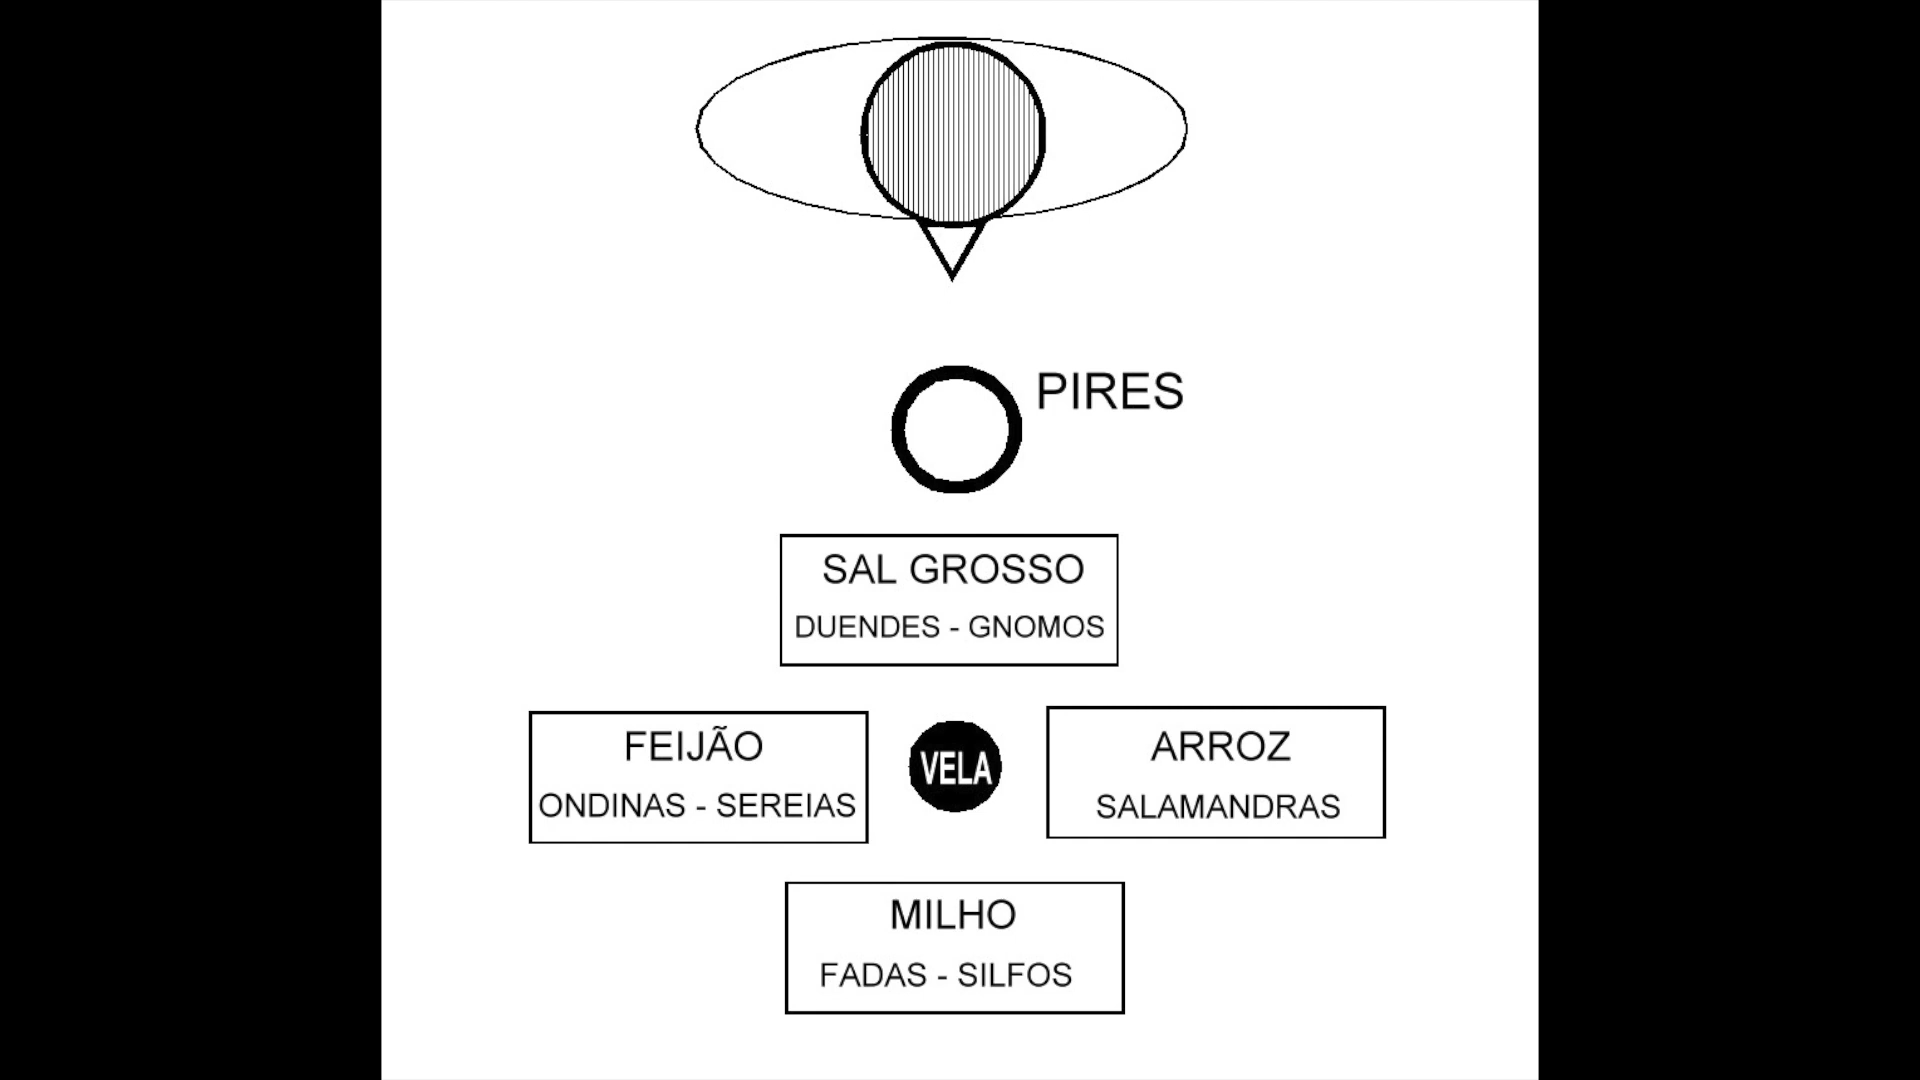 PIRES
SAL GROSSO
DUENDES - GNOMOS
FEIJÃO
ONDINAS - SEREIAS
VELA
ARROZ
SALAMANDRAS
MILHO
FADAS - SILFOS